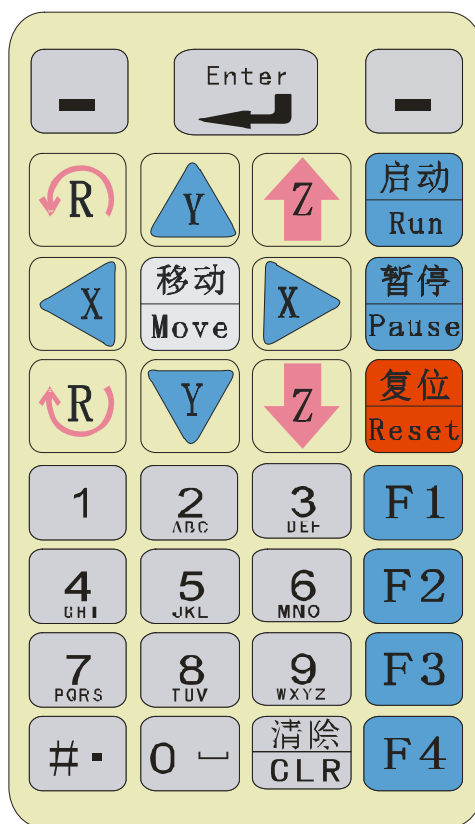 Enter
R Y Z 启动
Run
X 移动 X 暂停
Move Pause
R Y Z 复位
Reset
1 2 3 F1
ABC DEF
4 5 6 F2
GHI JKL MNO
7 8 9 F3
PQRS TUV WXYZ
#· 0 清除 F4
CLR